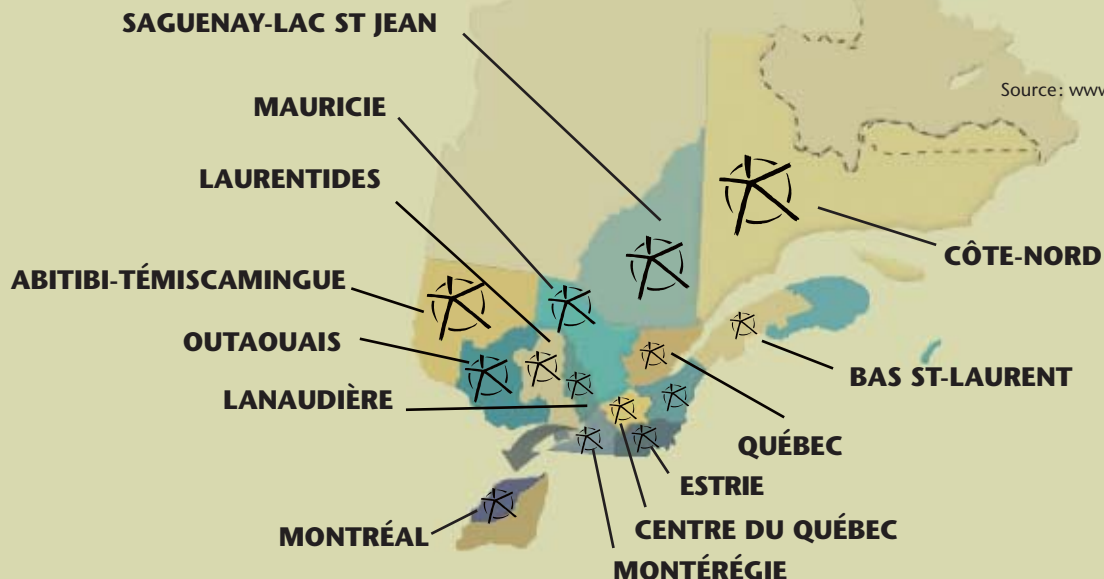 SAGUENAY-LAC ST JEAN
Source: www
MAURICIE
LAURENTIDES
CÔTE-NORD
ABITIBI-TÉMISCAMINGUE
OUTAOUAIS
BAS ST-LAURENT
LANAUDIÈRE
QUÉBEC
ESTRIE
CENTRE DU QUÉBEC
MONTRÉAL
MONTÉRÉGIE